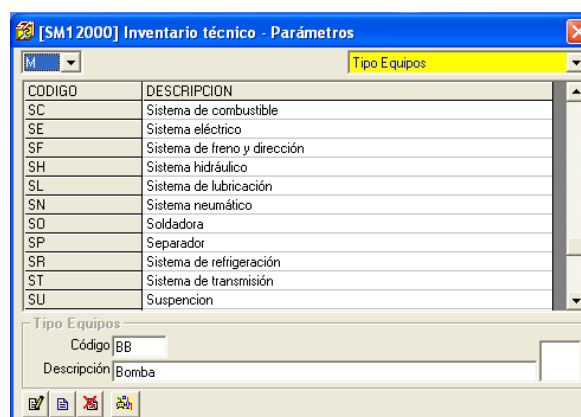 [SM12000] Inventario técnico - Parámetros
M Tipo Equipos
CODIGO DESCRIPCION
SC Sistema de combustible
SE Sistema eléctrico
SF Sistema de freno y dirección
SH Sistema hidráulico
SL Sistema de lubricación
SN Sistema neumático
SO Soldadora
SP Separador
SR Sistema de refrigeración
ST Sistema de transmisión
SU Suspencion
Tipo Equipos
Código BB
Descripción Bomba